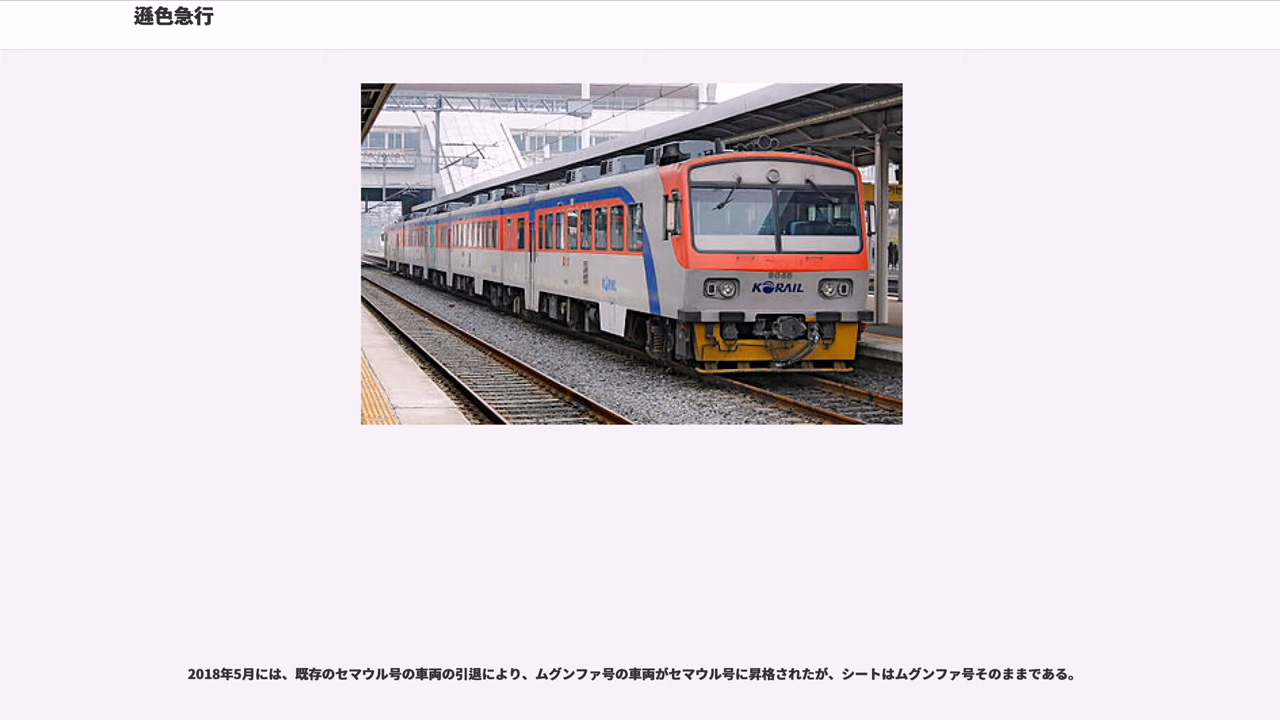 遜色急行
9046
KORAIL
KORAIL
2018年5月には、既存のセマウル号の車両の引退により、ムグンファ号の車両がセマウル号に昇格されたが、シートはムグンファ号そのままである。